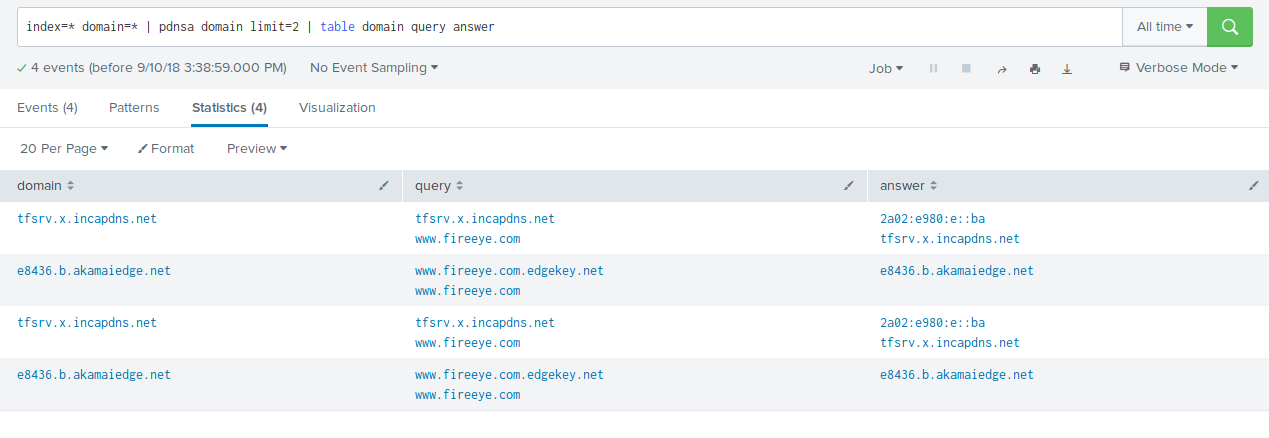 index=* domain=* | pdnsa domain limit=2 | table domain query answer
All time
4 events (before 9/10/18 3:38:59.000 PM) No Event Sampling Job Verbose Mode
Events (4) Patterns Statistics (4) Visualization
20 Per Page Format Preview
domain query answer
tfsrv.x.incapdns.net tfsrv.x.incapdns.net 2a02:e980:e::ba
www.fireeye.com tfsrv.x.incapdns.net
e8436.b.akamaiedge.net www.fireeye.com.edgekey.net e8436.b.akamaiedge.net
www.fireeye.com
tfsrv.x.incapdns.net tfsrv.x.incapdns.net 2a02:e980:e::ba
www.fireeye.com tfsrv.x.incapdns.net
e8436.b.akamaiedge.net www.fireeye.com.edgekey.net e8436.b.akamaiedge.net
www.fireeye.com